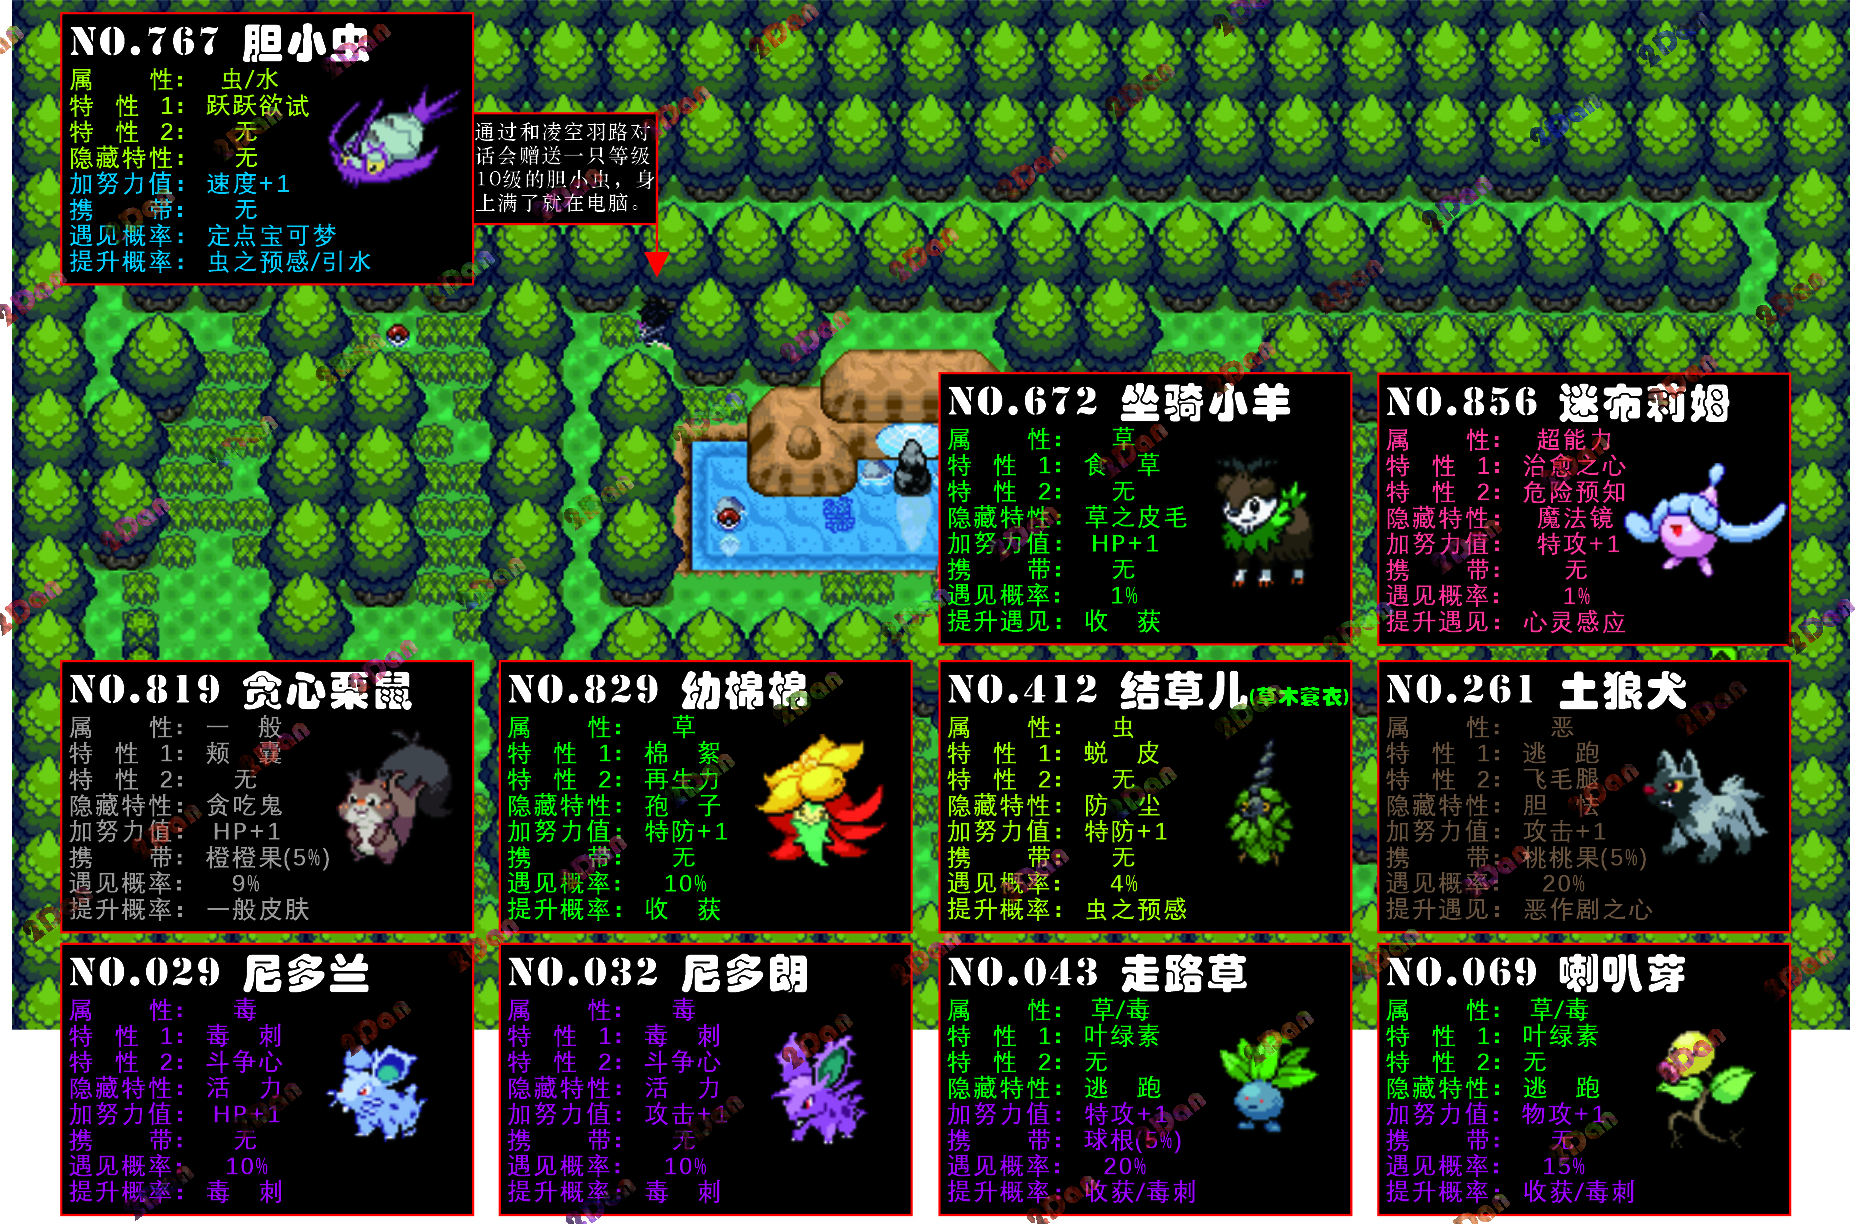 NO.767 胆小虫
属 性: 虫/水
特 性 1: 跃跃欲试
特 性 2: 无
隐藏特性: 无
加努力值: 速度+1
携 带: 无
遇见概率: 定点宝可梦
提升概率: 虫之预感/引水
通过和凌空羽路对
话会赠送一只等级
10级的胆小虫，身
上满了就在电脑。
NO.672 坐骑小羊
属 性: 草
特 性 1: 食 草
特 性 2: 无
隐藏特性: 草之皮毛
加努力值: HP+1
携 带: 无
遇见概率: 1%
提升遇见: 收 获
NO.856 迷布莉姆
属 性: 超能力
特 性 1: 治愈之心
特 性 2: 危险预知
隐藏特性: 魔法镜
加努力值: 特攻+1
携 带: 无
遇见概率: 1%
提升遇见: 心灵感应
NO.819 贪心栗鼠
属 性: 一 般
特 性 1: 颊 囊
特 性 2: 无
隐藏特性: 贪吃鬼
加努力值: HP+1
携 带: 橙橙果(5%)
遇见概率: 9%
提升概率: 一般皮肤
NO.829 幼棉棉
属 性: 草
特 性 1: 棉 絮
特 性 2: 再生力
隐藏特性: 孢 子
加努力值: 特防+1
携 带: 无
遇见概率: 10%
提升概率: 收 获
NO.412 结草儿(草木蓑衣)
属 性: 虫
特 性 1: 蜕 皮
特 性 2: 无
隐藏特性: 防 尘
加努力值: 特防+1
携 带: 无
遇见概率: 4%
提升概率: 虫之预感
NO.261 土狼犬
属 性: 恶
特 性 1: 逃 跑
特 性 2: 飞毛腿
隐藏特性: 胆 怯
加努力值: 攻击+1
携 带: 桃桃果(5%)
遇见概率: 20%
提升遇见: 恶作剧之心
NO.029 尼多兰
属 性: 毒
特 性 1: 毒 刺
特 性 2: 斗争心
隐藏特性: 活 力
加努力值: HP+1
携 带: 无
遇见概率: 10%
提升概率: 毒 刺
NO.032 尼多朗
属 性: 毒
特 性 1: 毒 刺
特 性 2: 斗争心
隐藏特性: 活 力
加努力值: 攻击+1
携 带: 无
遇见概率: 10%
提升概率: 毒 刺
NO.043 走路草
属 性: 草/毒
特 性 1: 叶绿素
特 性 2: 无
隐藏特性: 逃 跑
加努力值: 特攻+1
携 带: 球根(5%)
遇见概率: 20%
提升概率: 收获/毒刺
NO.069 喇叭芽
属 性: 草/毒
特 性 1: 叶绿素
特 性 2: 无
隐藏特性: 逃 跑
加努力值: 物攻+1
携 带: 无
遇见概率: 15%
提升概率: 收获/毒刺
2Dan